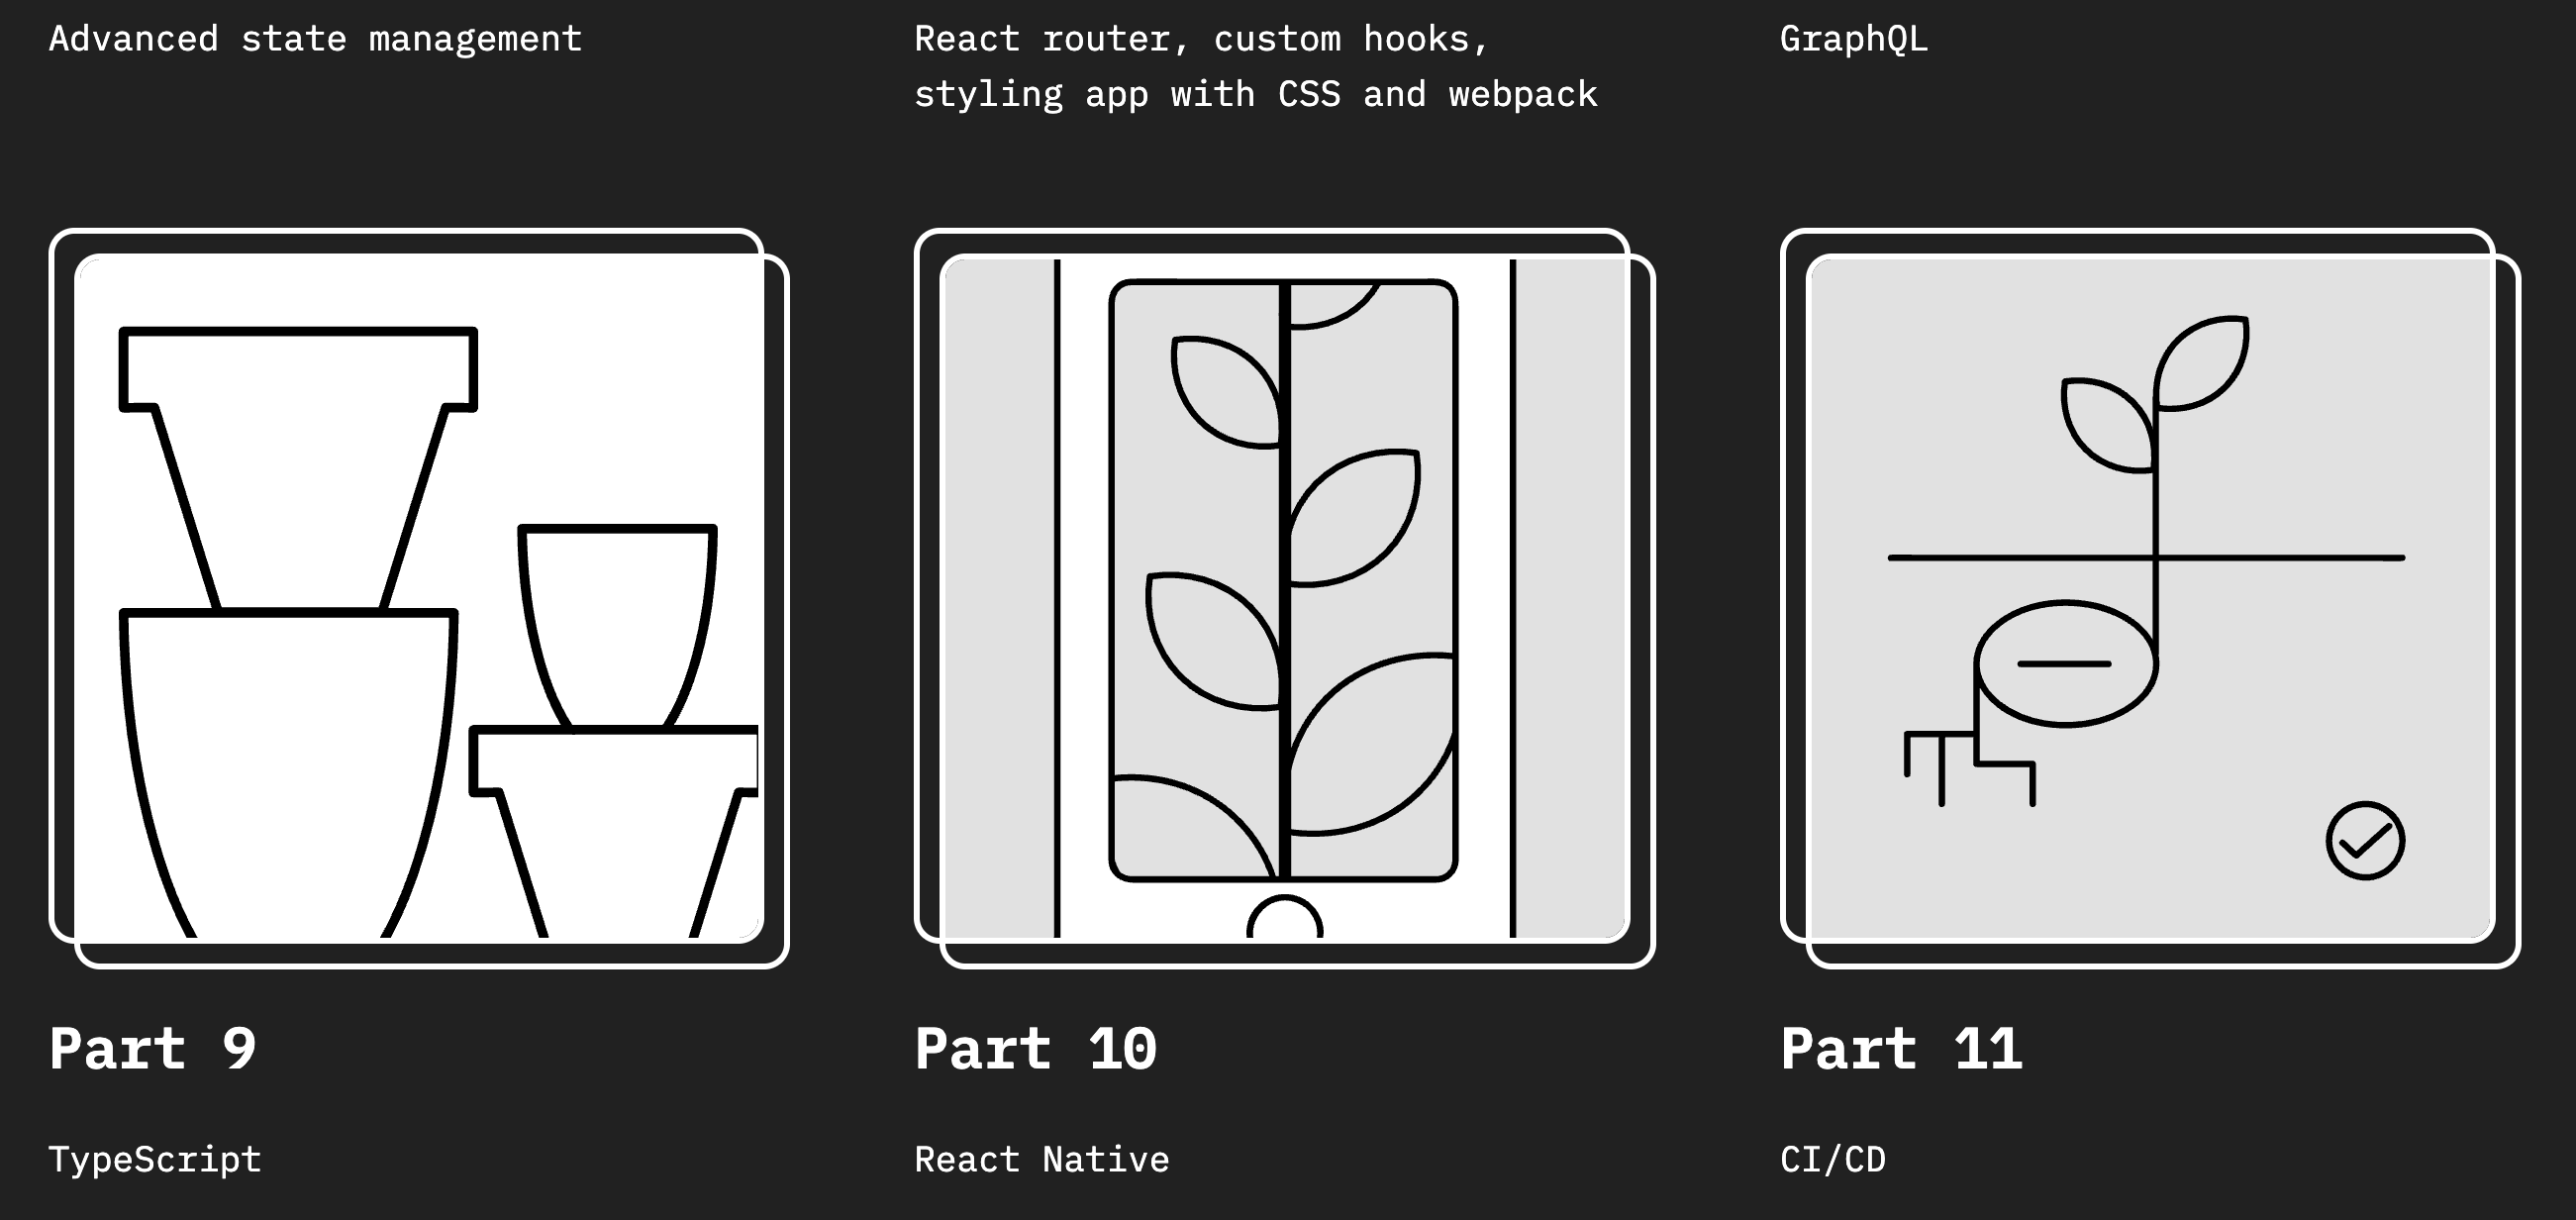 Advanced state management
React router, custom hooks,
styling app with CSS and webpack
GraphQL
Part 9
TypeScript
Part 10
React Native
Part 11
CI/CD